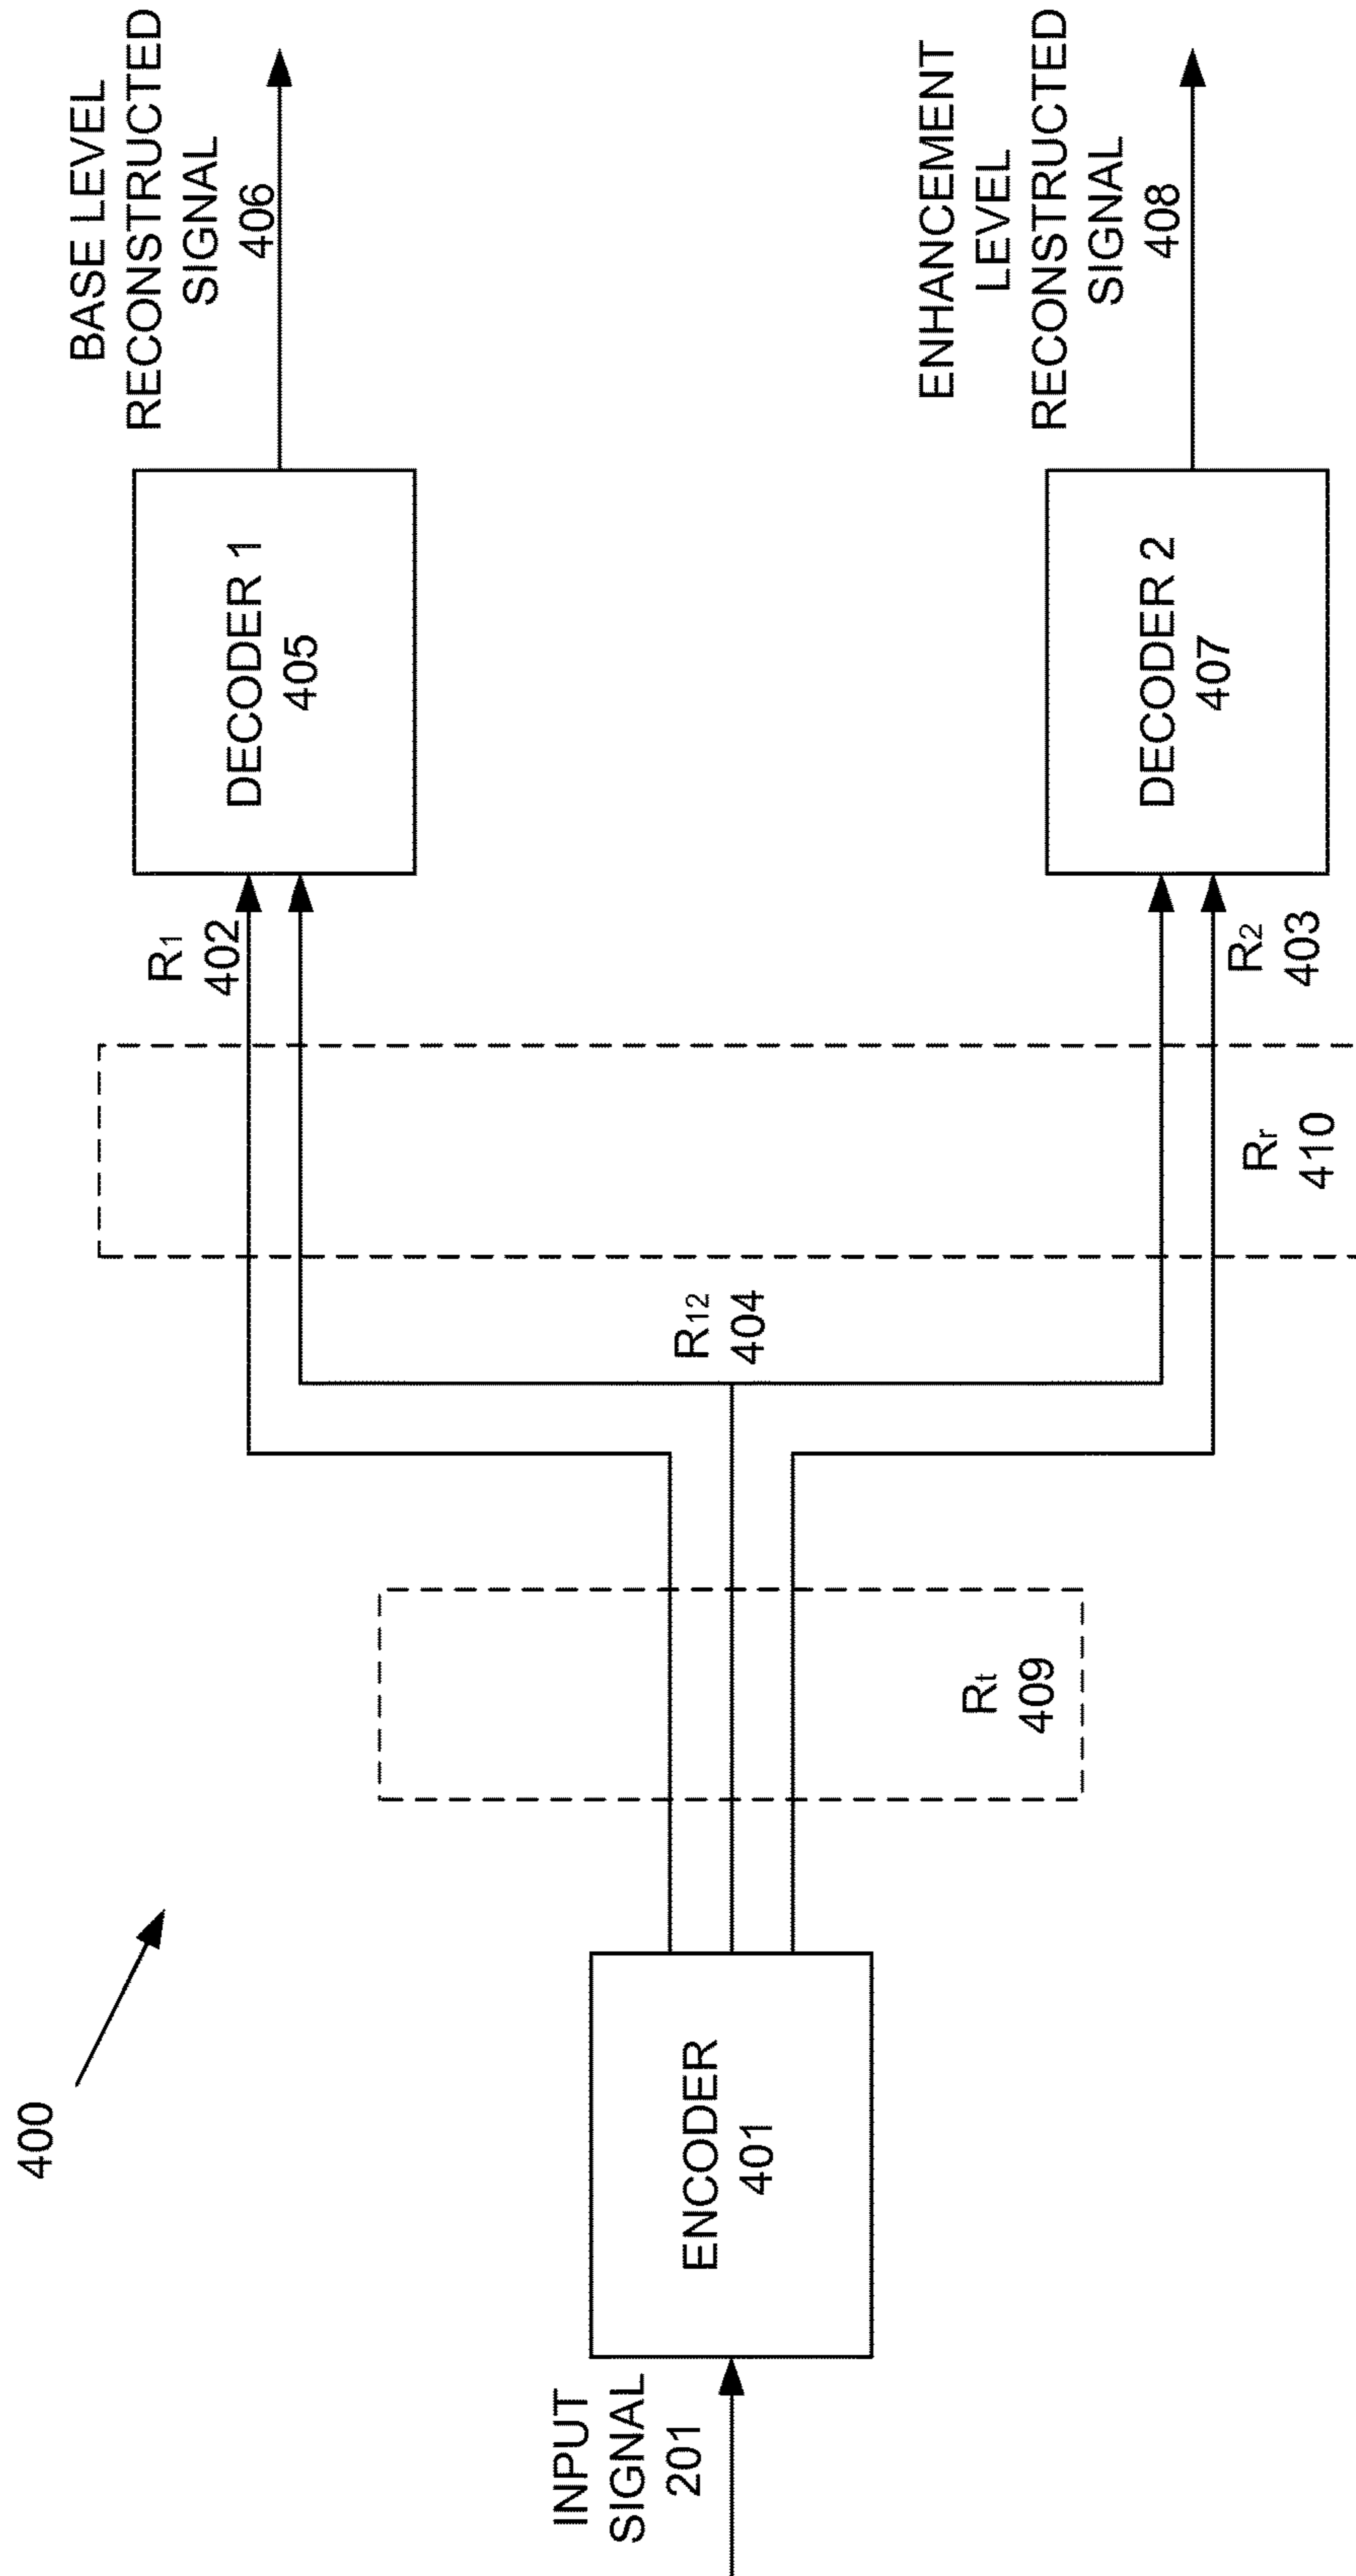 400
INPUT
SIGNAL
201
ENCODER
401
Rt
409
R12
404
Rr
410
R1
402
R2
403
DECODER 1
405
DECODER 2
407
BASE LEVEL
RECONSTRUCTED
SIGNAL
406
ENHANCEMENT
LEVEL
RECONSTRUCTED
SIGNAL
408